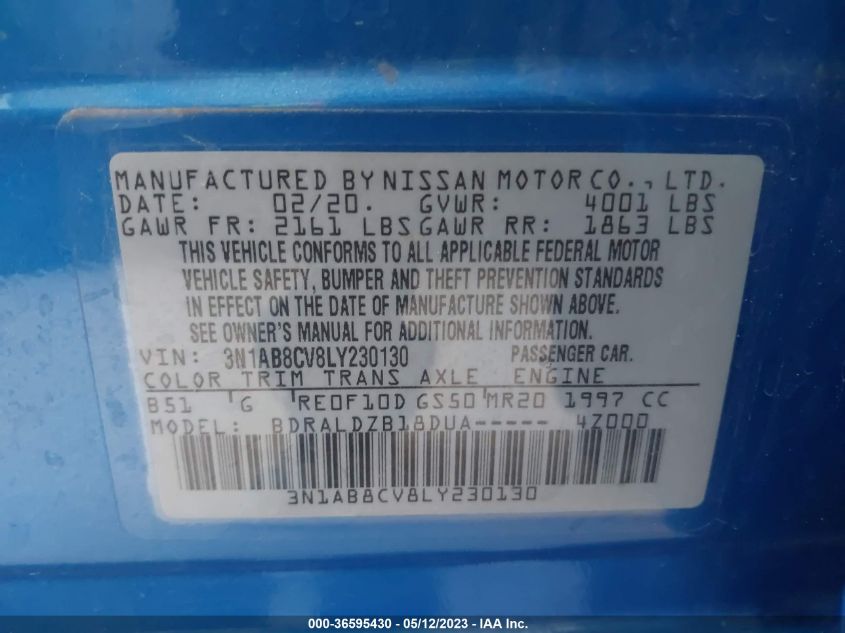 MANUFACTURED BY NISSAN MOTOR CO., LTD.
DATE: 02/20. GVWR: 4001 LBS
GAWR FR: 2161 LBS GAWR RR: 1863 LBS
THIS VEHICLE CONFORMS TO ALL APPLICABLE FEDERAL MOTOR
VEHICLE SAFETY, BUMPER AND THEFT PREVENTION STANDARDS
IN EFFECT ON THE DATE OF MANUFACTURE SHOWN ABOVE.
SEE OWNER'S MANUAL FOR ADDITIONAL INFORMATION.
VIN: 3N1AB8CV8LY230130 PASSENGER CAR.
COLOR TRIM TRANS AXLE ENGINE
B51 G RE0F10D GS50 MR20 1997 CC
MODEL: BDRALDZB18DUA----- 4Z000
3N1AB8CV8LY230130
000-36595430 - 05/12/2023 - IAA Inc.